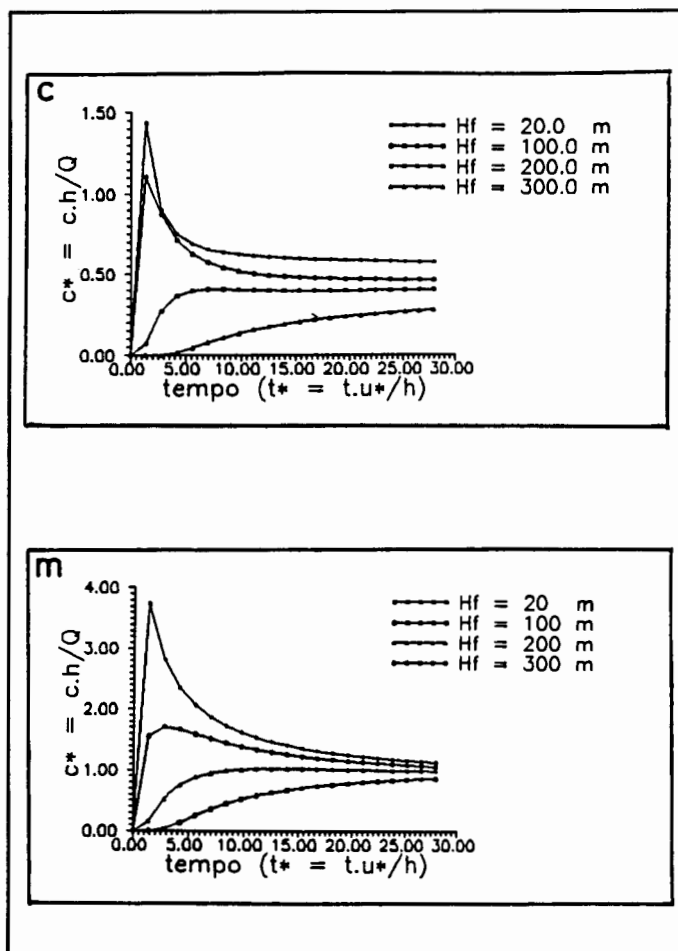 c
1.50
1.00
0.50
0.00
c* = c.h/Q
Hf = 20.0 m
Hf = 100.0 m
Hf = 200.0 m
Hf = 300.0 m
0.00 5.00 10.00 15.00 20.00 25.00 30.00
tempo (t* = t.u*/h)
m
4.00
3.00
2.00
1.00
0.00
c* = c.h/Q
Hf = 20 m
Hf = 100 m
Hf = 200 m
Hf = 300 m
0.00 5.00 10.00 15.00 20.00 25.00 30.00
tempo (t* = t.u*/h)